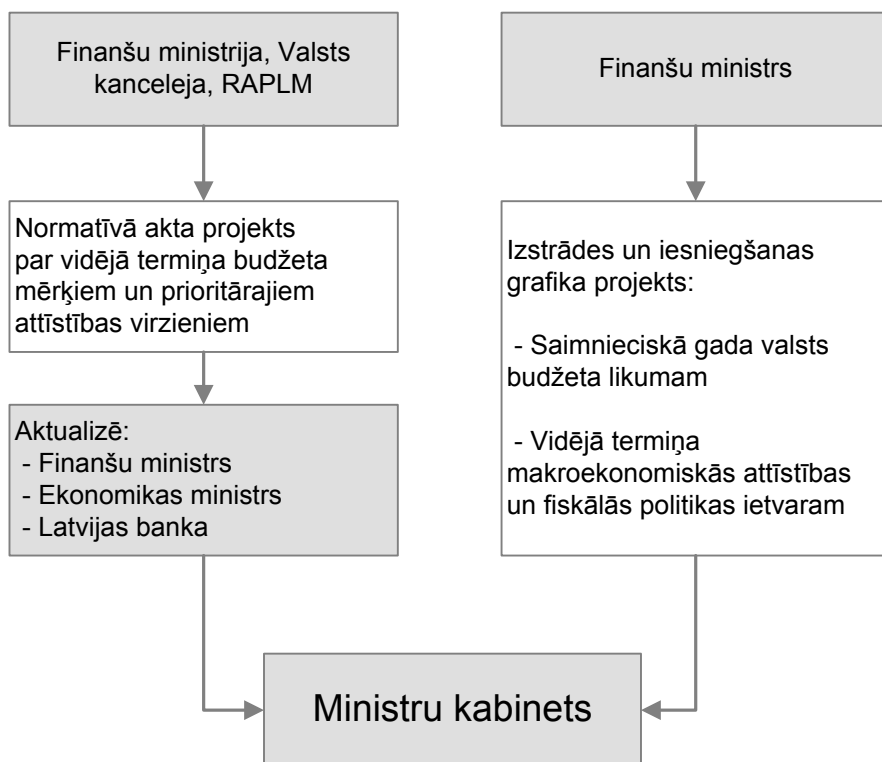 Finanšu ministrija, Valsts
kanceleja, RAPLM
Finanšu ministrs
Normatīvā akta projekts
par vidējā termiņa budžeta
mērķiem un prioritārajiem
attīstības virzieniem
Izstrādes un iesniegšanas
grafika projekts:
- Saimnieciskā gada valsts
budžeta likumam
- Vidējā termiņa
makroekonomiskās attīstības
un fiskālās politikas ietvaram
Aktualizē:
- Finanšu ministrs
- Ekonomikas ministrs
- Latvijas banka
Ministru kabinets